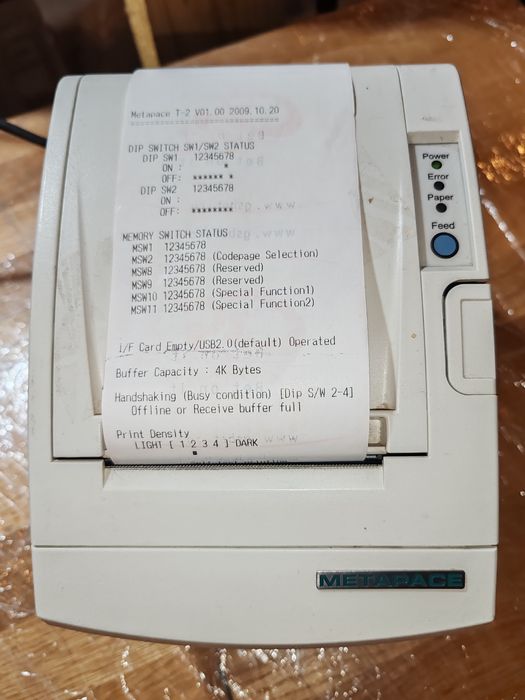 Metapace T-2 V01.00 2009.10.20
==============================
DIP SWITCH SW1/SW2 STATUS
DIP SW1 12345678
ON : *
OFF: ****** *
DIP SW2 12345678
ON :
OFF: ********
MEMORY SWITCH STATUS
MSW1 12345678
MSW2 12345678 (Codepage Selection)
MSW8 12345678 (Reserved)
MSW9 12345678 (Reserved)
MSW10 12345678 (Special Function1)
MSW11 12345678 (Special Function2)
I/F Card Empty/USB2.0(default) Operated
Buffer Capacity : 4K Bytes
Handshaking (Busy condition) [Dip S/W 2-4]
Offline or Receive buffer full
Print Density
LIGHT [ 1 2 3 4 ] DARK
Power
Error
Paper
Feed
METAPACE